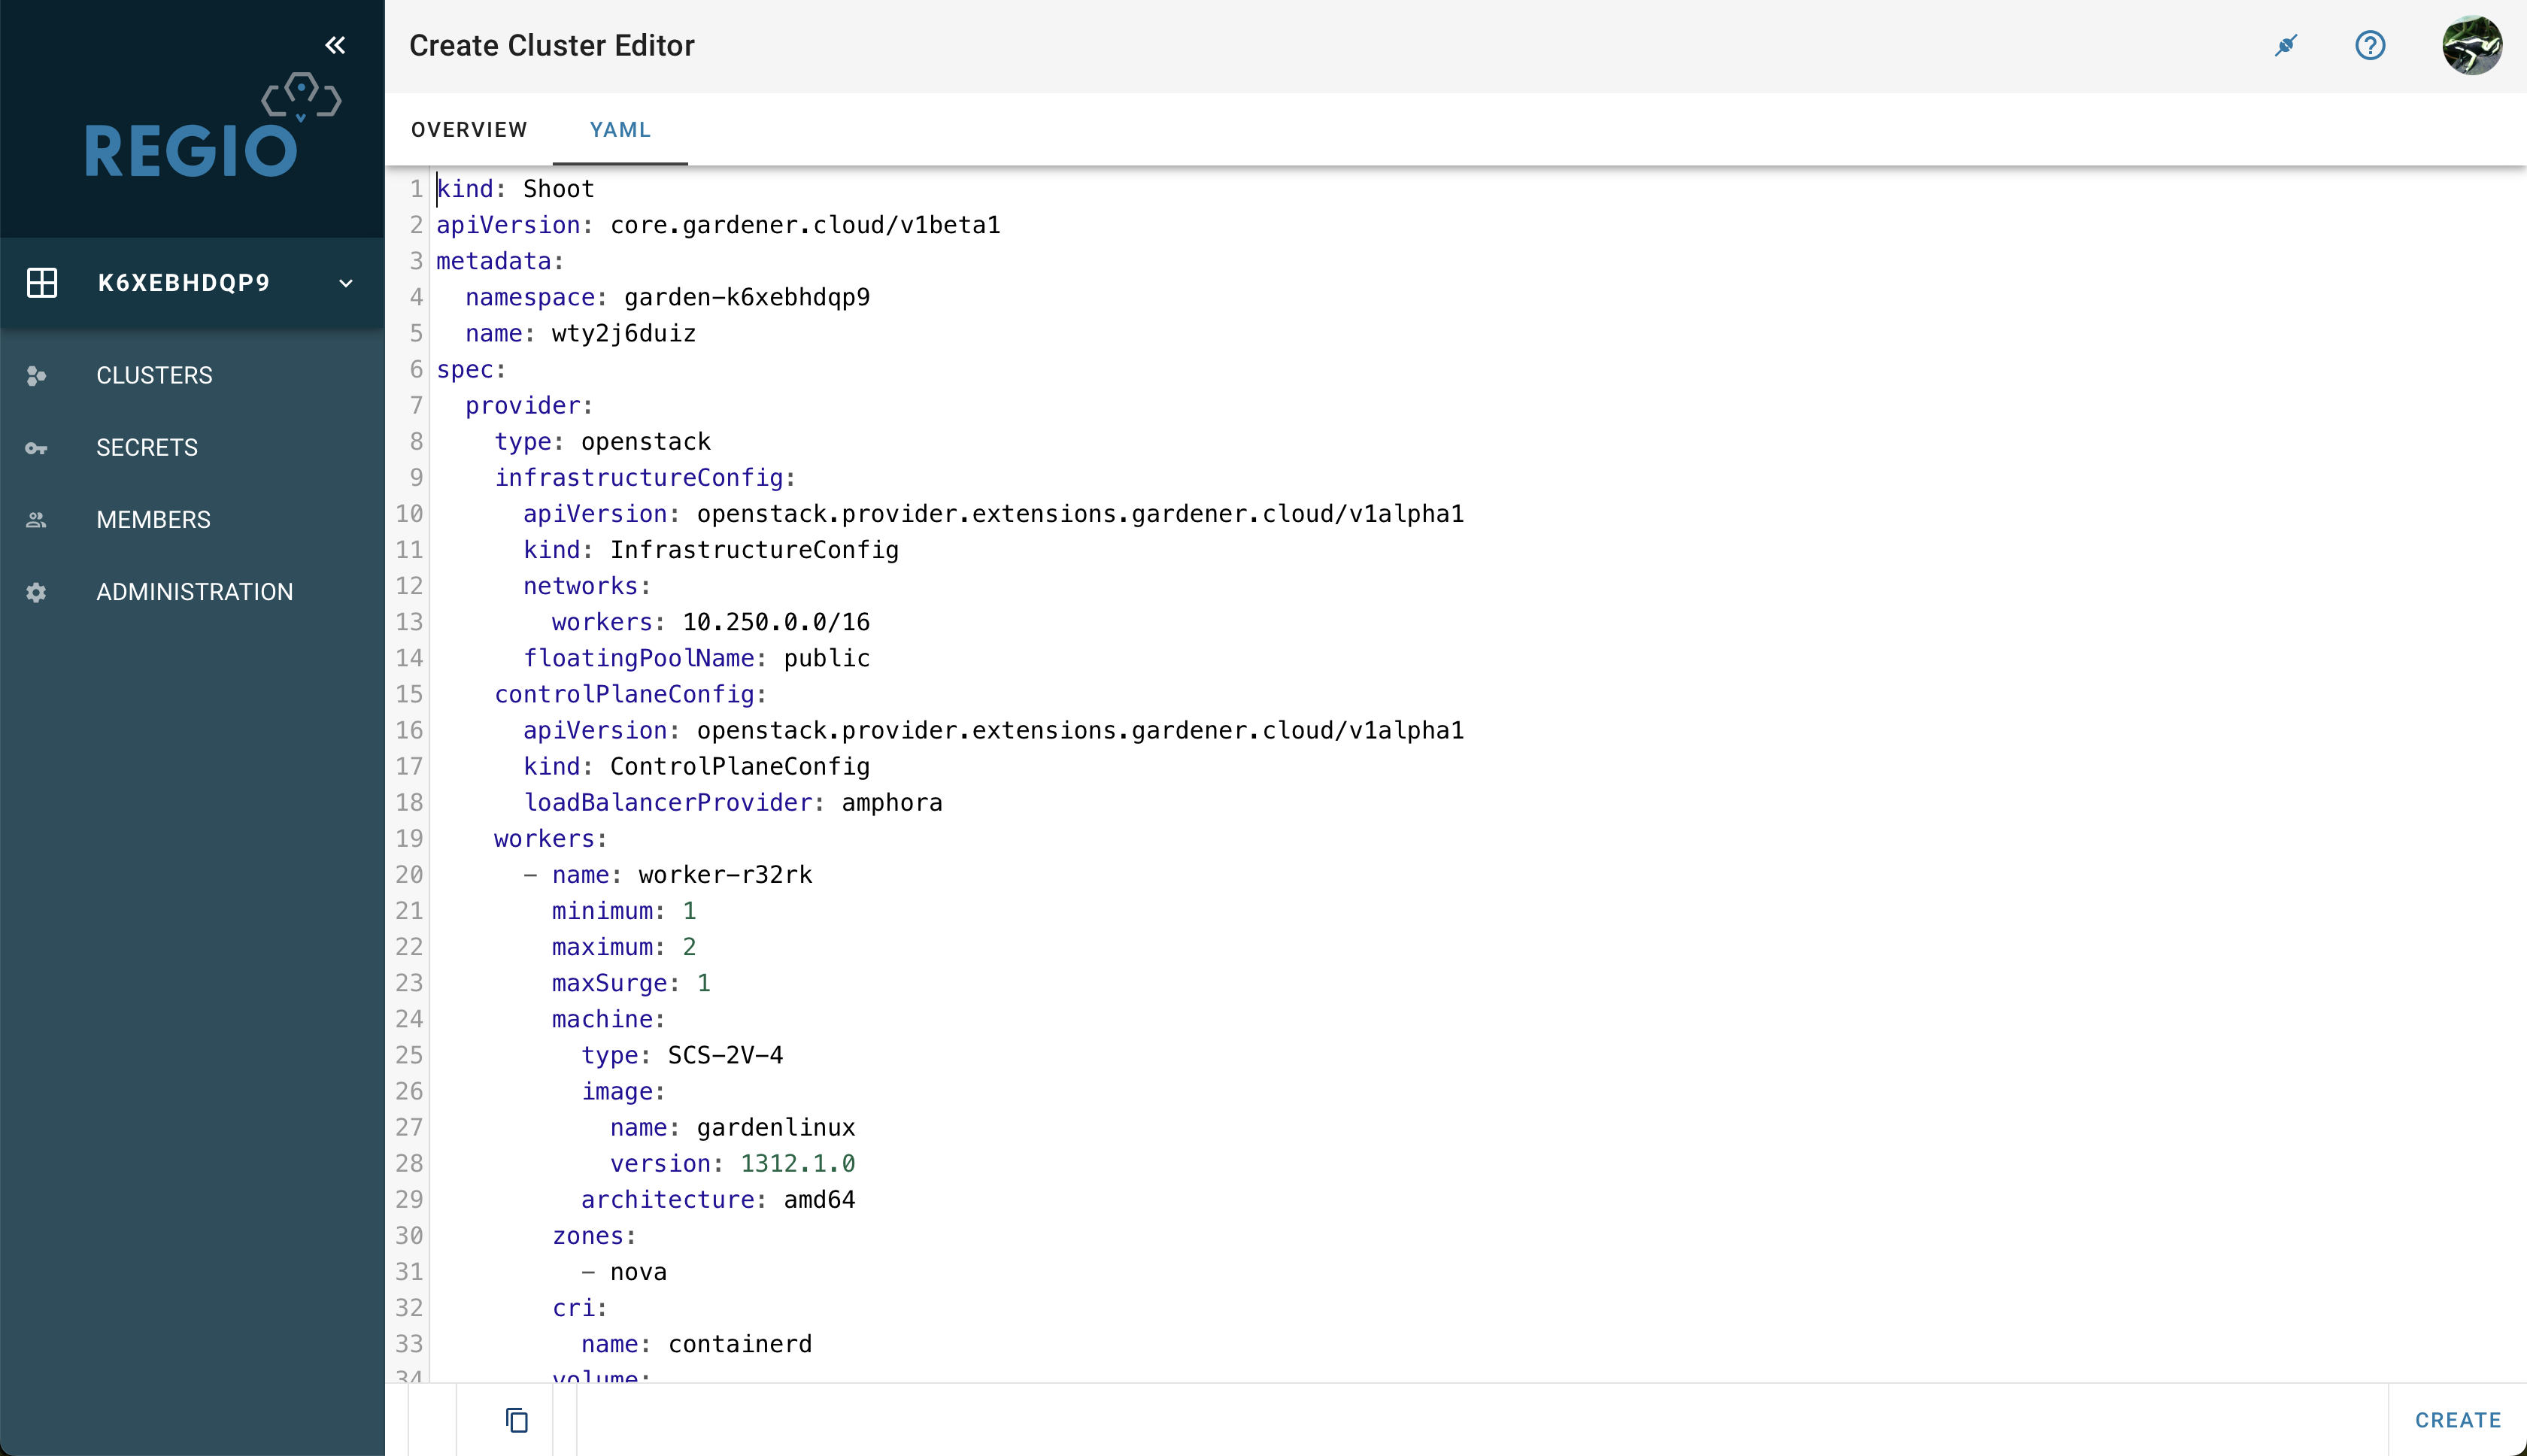 REGIO
K6XEBHDQP9
CLUSTERS
SECRETS
MEMBERS
ADMINISTRATION
Create Cluster Editor
OVERVIEW YAML
1 kind: Shoot
2 apiVersion: core.gardener.cloud/v1beta1
3 metadata:
4   namespace: garden-k6xebhdqp9
5   name: wty2j6duiz
6 spec:
7   provider:
8     type: openstack
9     infrastructureConfig:
10       apiVersion: openstack.provider.extensions.gardener.cloud/v1alpha1
11       kind: InfrastructureConfig
12       networks:
13         workers: 10.250.0.0/16
14       floatingPoolName: public
15     controlPlaneConfig:
16       apiVersion: openstack.provider.extensions.gardener.cloud/v1alpha1
17       kind: ControlPlaneConfig
18       loadBalancerProvider: amphora
19     workers:
20       - name: worker-r32rk
21         minimum: 1
22         maximum: 2
23         maxSurge: 1
24         machine:
25           type: SCS-2V-4
26           image:
27             name: gardenlinux
28             version: 1312.1.0
29           architecture: amd64
30         zones:
31           - nova
32         cri:
33           name: containerd
34         volume:
CREATE